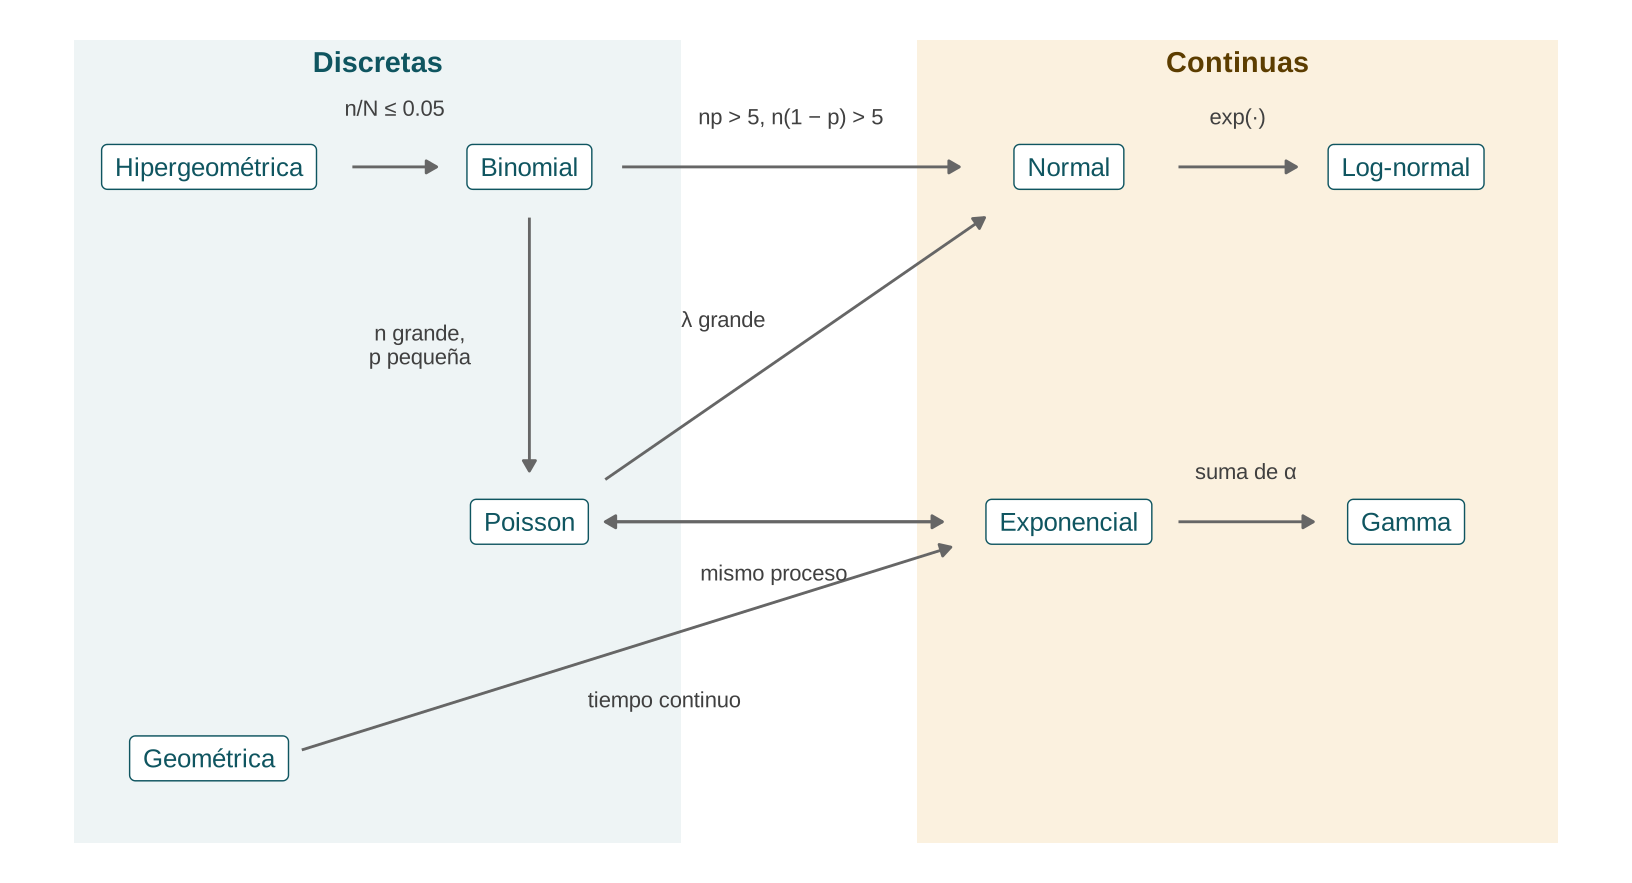 Discretas
Continuas
n/N ≤ 0.05
np > 5, n(1 − p) > 5
exp(·)
Hipergeométrica
Binomial
Normal
Log-normal
n grande,
p pequeña
λ grande
suma de α
Poisson
Exponencial
Gamma
mismo proceso
tiempo continuo
Geométrica